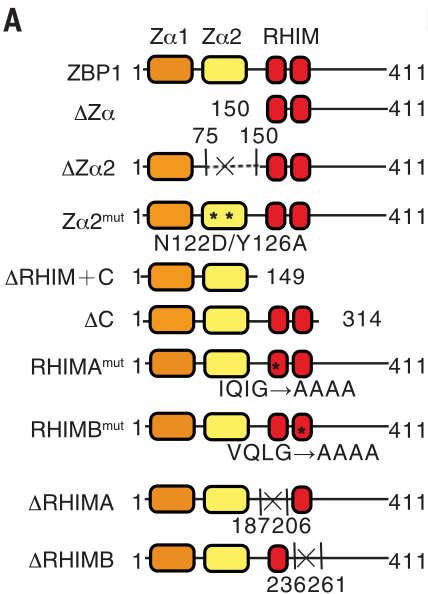 A
Zα1 Zα2 RHIM
ZBP1 1 411
ΔZα 150 411
75 150
ΔZα2 1 411
Zα2mut 1 * * 411
N122D/Y126A
ΔRHIM+C 1 149
ΔC 1 314
RHIMAmut 1 * 411
IQIG→AAAA
RHIMBmut 1 * 411
VQLG→AAAA
ΔRHIMA 1 411
187206
ΔRHIMB 1 411
236261